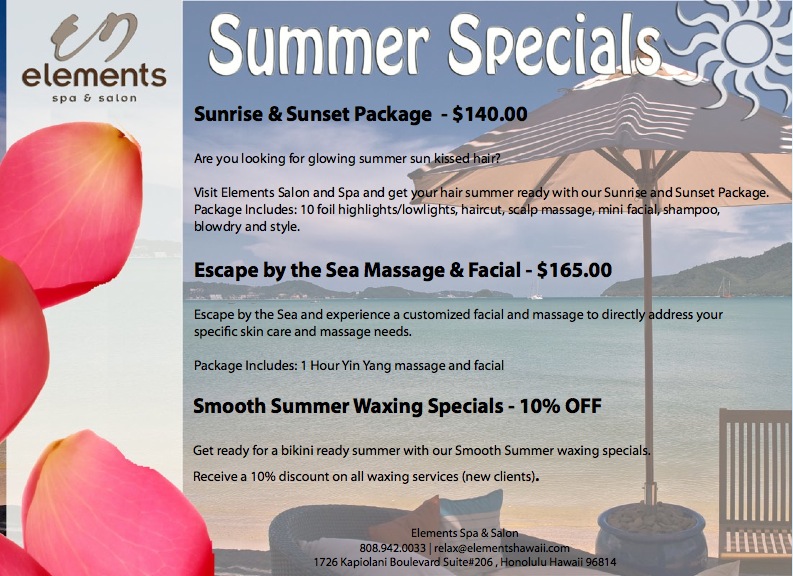 elements
spa & salon
Summer Specials
Sunrise & Sunset Package - $140.00
Are you looking for glowing summer sun kissed hair?
Visit Elements Salon and Spa and get your hair summer ready with our Sunrise and Sunset Package.
Package Includes: 10 foil highlights/lowlights, haircut, scalp massage, mini facial, shampoo,
blowdry and style.
Escape by the Sea Massage & Facial - $165.00
Escape by the Sea and experience a customized facial and massage to directly address your
specific skin care and massage needs.
Package Includes: 1 Hour Yin Yang massage and facial
Smooth Summer Waxing Specials - 10% OFF
Get ready for a bikini ready summer with our Smooth Summer waxing specials.
Receive a 10% discount on all waxing services (new clients).
Elements Spa & Salon
808.942.0033 | relax@elementshawaii.com
1726 Kapiolani Boulevard Suite#206 , Honolulu Hawaii 96814